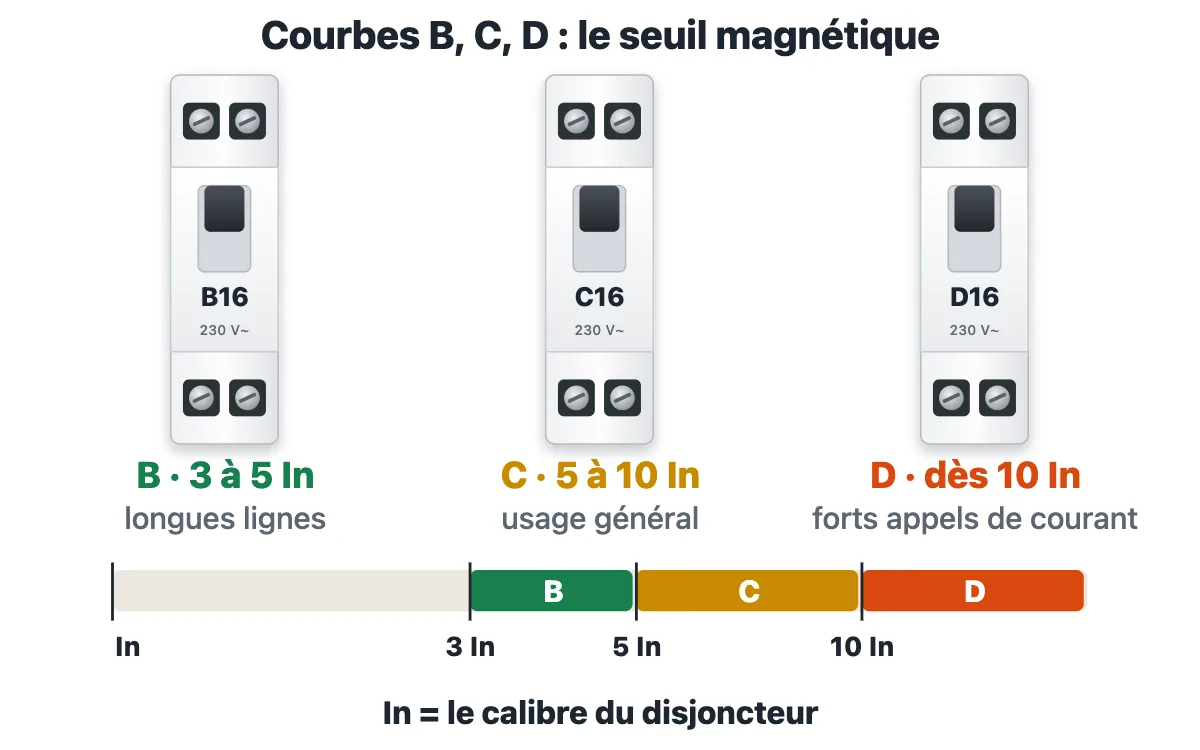 Courbes B, C, D : le seuil magnétique
B16
230 V~
C16
230 V~
D16
230 V~
B · 3 à 5 In
longues lignes
C · 5 à 10 In
usage général
D · dès 10 In
forts appels de courant
B
C
D
In
3 In
5 In
10 In
In = le calibre du disjoncteur